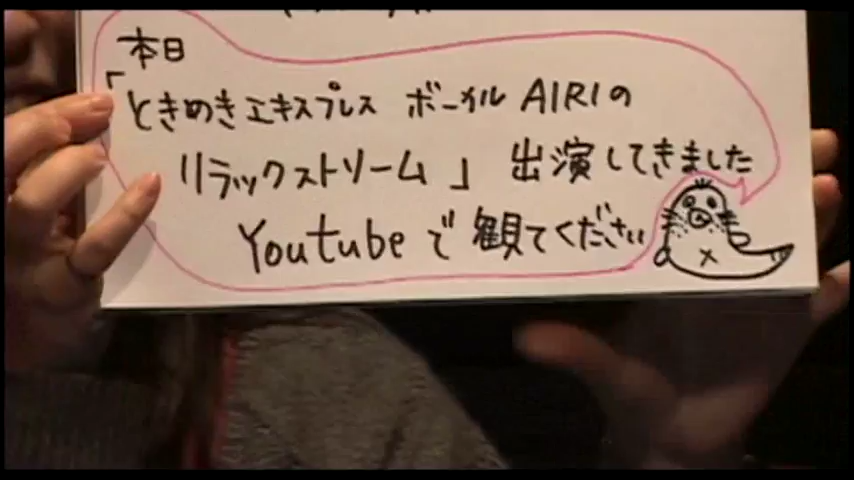 本日
「ときめきエキスプレス ボーカル AIRIの
リラックストリーム」 出演してきました
Youtubeで観てください